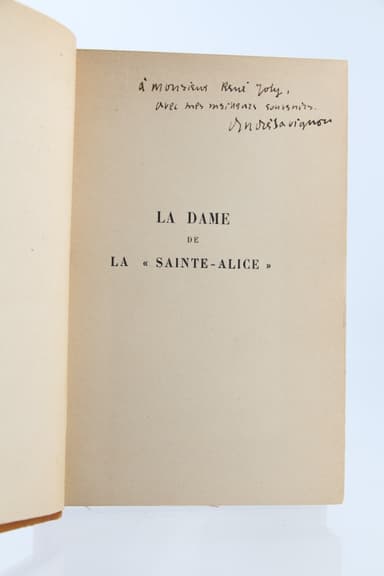 à Monsieur René Joly,
avec mes meilleurs souvenirs.
André Savignon
LA DAME
DE
LA « SAINTE-ALICE »